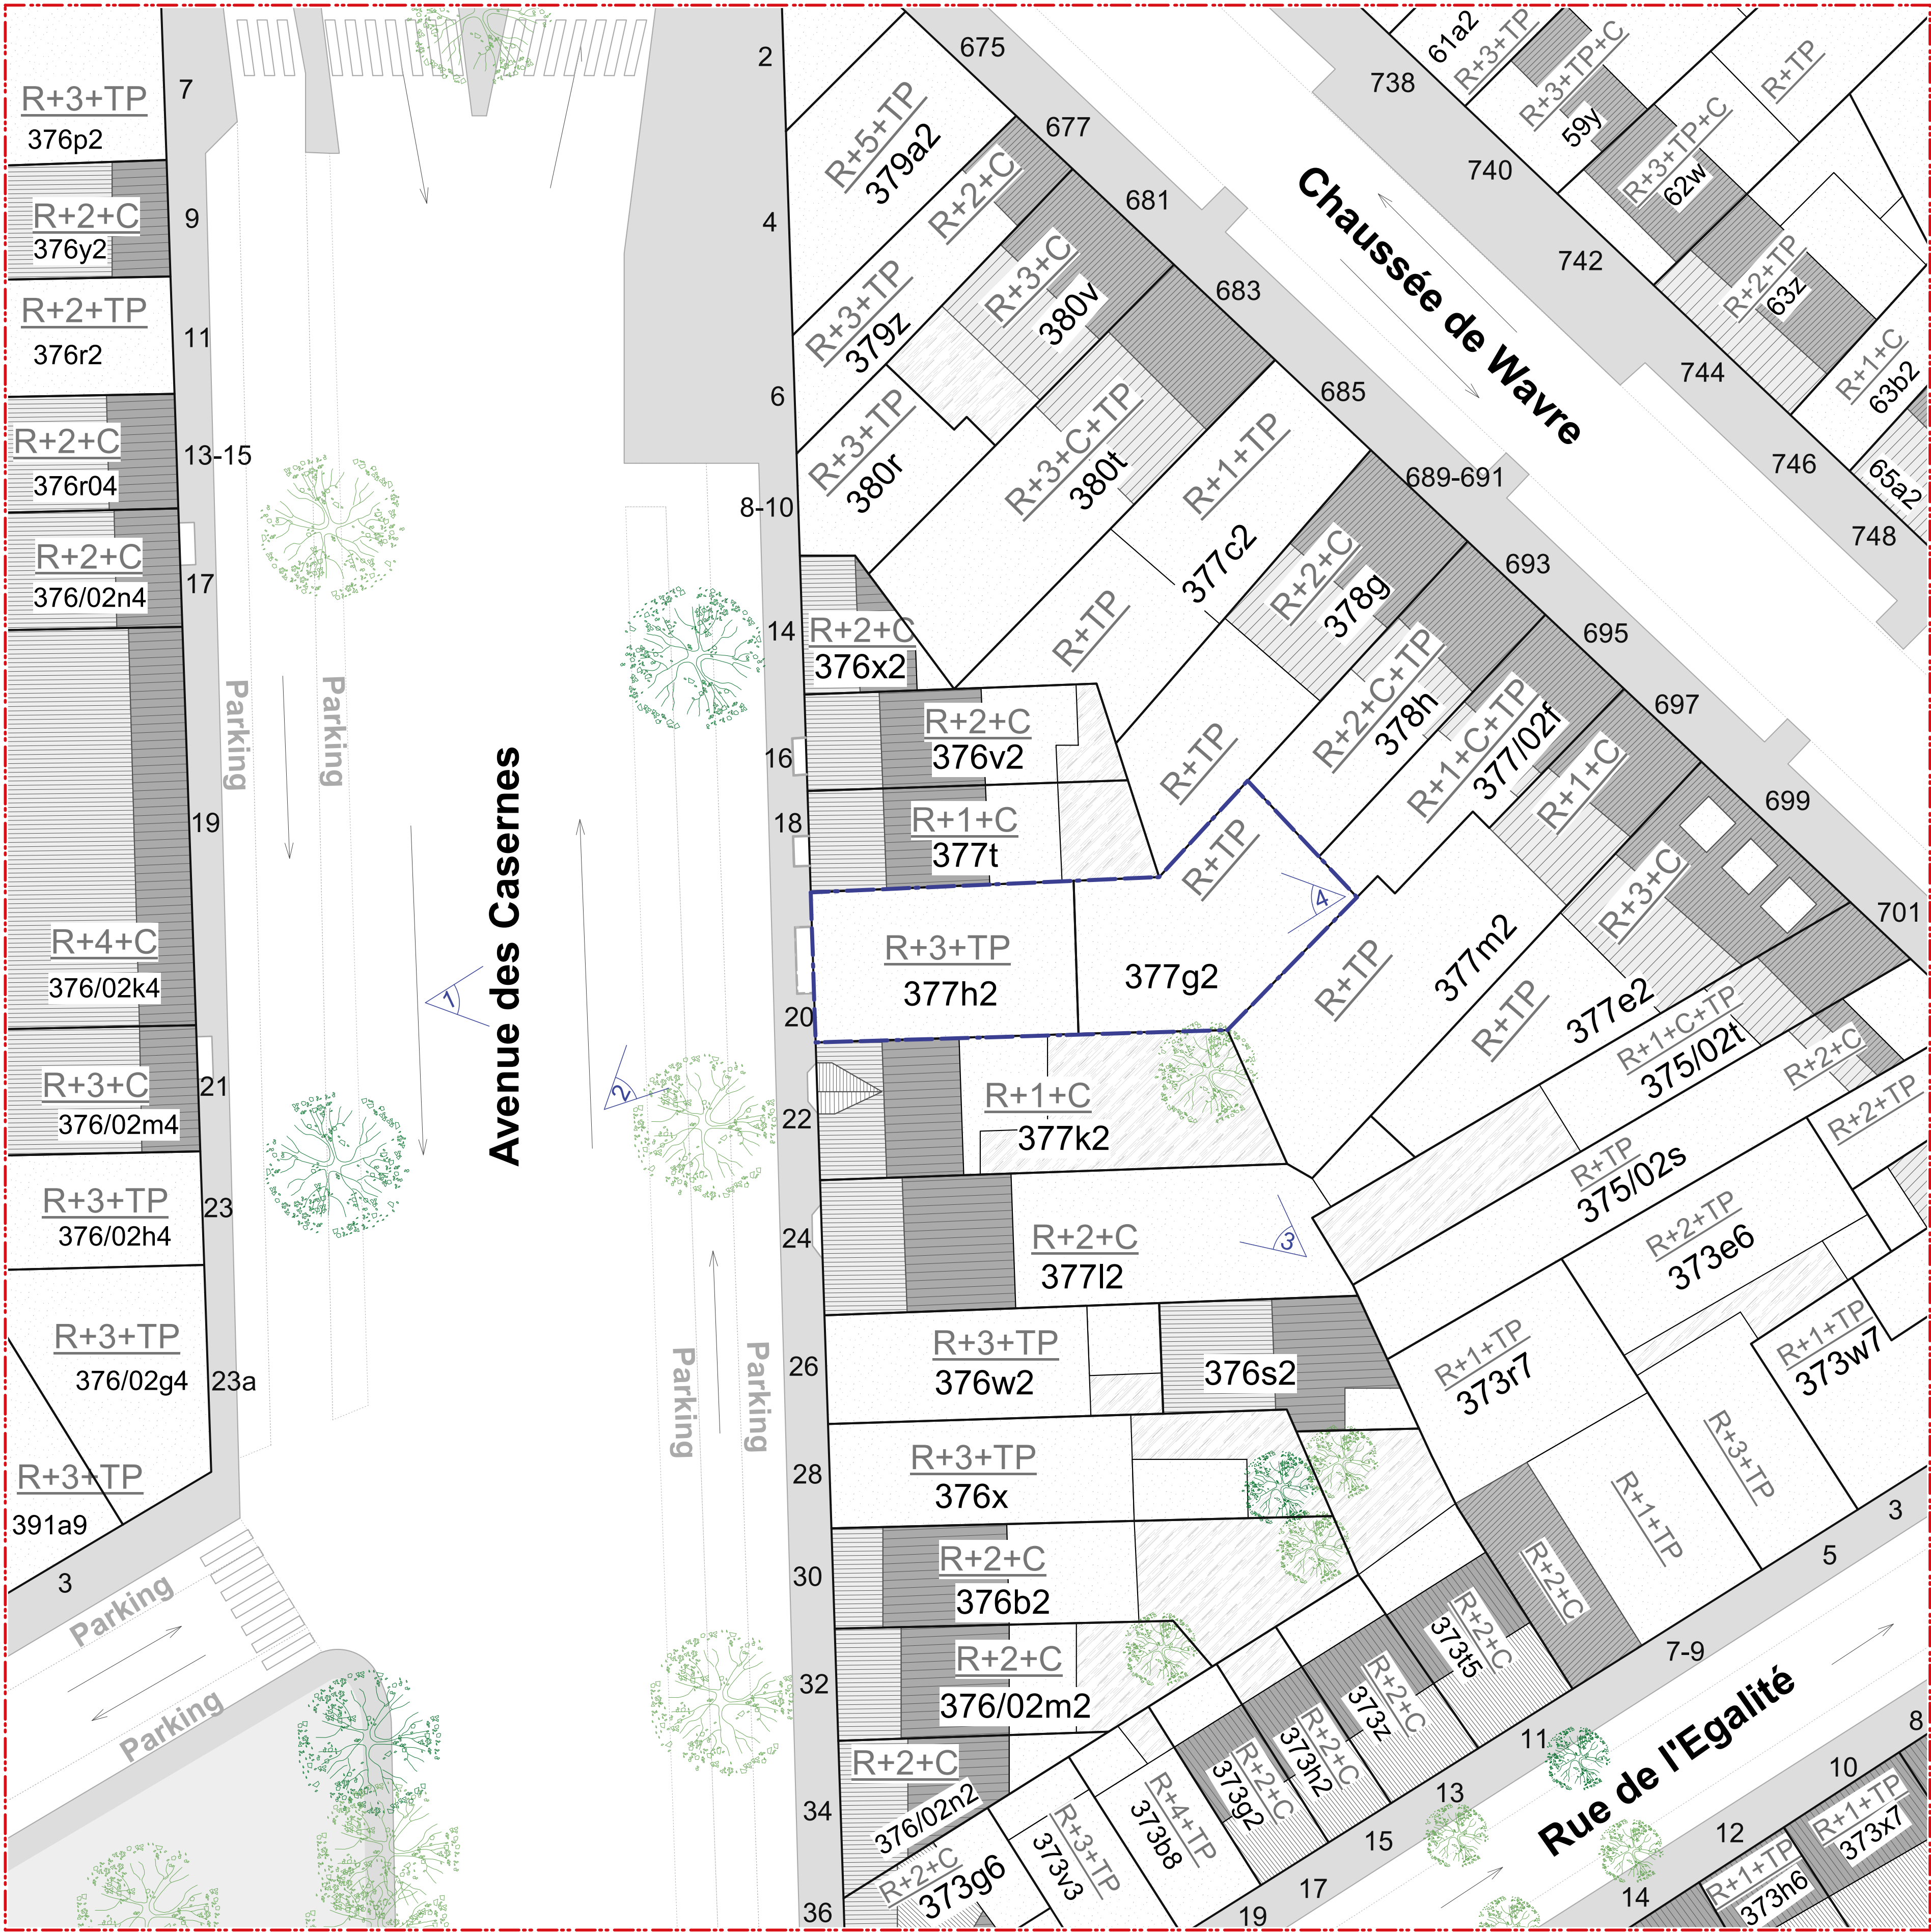 7
R+3+TP
376p2
R+2+C
376y2
9
R+2+TP
376r2
11
R+2+C
376r04
13-15
R+2+C
376/02n4
17
19
R+4+C
376/02k4
R+3+C
376/02m4
21
R+3+TP
376/02h4
23
R+3+TP
376/02g4
23a
R+3+TP
391a9
3
Parking
Parking
Parking
Parking
Avenue des Casernes
1
2
Parking
Parking
2
4
6
8-10
14
16
18
20
22
24
26
28
30
32
34
36
R+5+TP
379a2
R+2+C
R+3+TP
379z
R+3+C
380v
R+3+TP
380r
R+3+C+TP
380t
R+1+TP
377c2
R+TP
R+2+C
376x2
R+2+C
376v2
R+1+C
377t
R+TP
R+2+C
378g
R+2+C+TP
378h
R+1+C+TP
377/02f
R+1+C
R+3+C
R+3+TP
377h2
R+TP
377g2
4
R+TP
377m2
R+TP
377e2
R+1+C+TP
375/02t
R+2+C
R+1+C
377k2
R+TP
375/02s
R+2+TP
R+2+C
377l2
3
R+2+TP
373e6
R+3+TP
376w2
376s2
R+1+TP
373r7
R+1+TP
373w7
R+3+TP
376x
R+3+TP
R+1+TP
R+2+C
R+2+C
376b2
R+2+C
373t5
R+2+C
376/02m2
R+2+C
373z
R+2+C
373h2
R+2+C
373g2
R+4+TP
373b8
R+3+TP
373v3
R+2+C
376/02n2
R+2+C
373g6
675
677
681
683
685
689-691
693
695
697
699
701
Chaussée de Wavre
738
740
742
744
746
748
61a2
R+3+TP
R+3+TP+C
59y
R+3+TP+C
62w
R+TP
R+2+TP
63z
R+1+C
63b2
65a2
3
5
7-9
11
13
15
17
19
Rue de l'Egalité
8
10
12
14
R+1+TP
373x7
R+1+TP
373h6